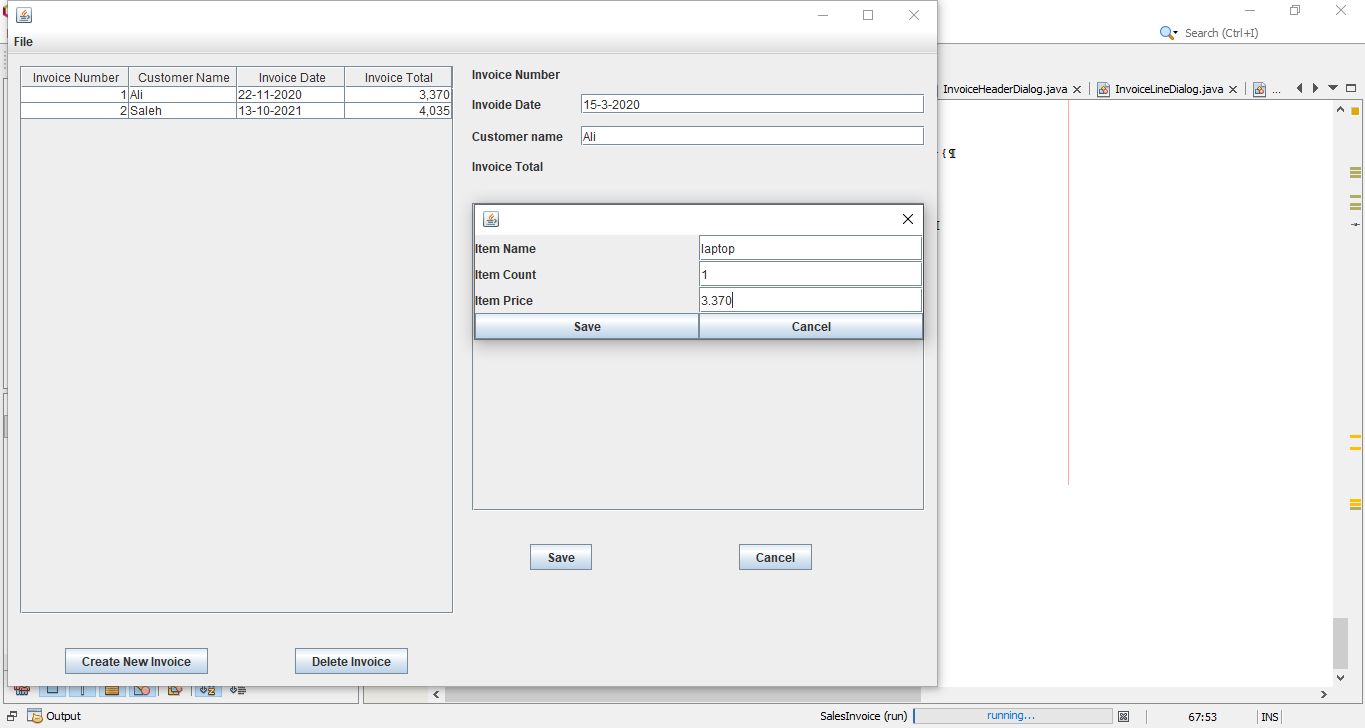 Search (Ctrl+I)
File
InvoiceHeaderDialog.java
InvoiceLineDialog.java
...
Invoice Number Customer Name Invoice Date Invoice Total
1 Ali 22-11-2020 3,370
2 Saleh 13-10-2021 4,035
Invoice Number
Invoide Date 15-3-2020
Customer name Ali
Invoice Total
{¶
Item Name laptop
Item Count 1
Item Price 3.370
Save Cancel
Save Cancel
Create New Invoice Delete Invoice
Output
SalesInvoice (run) running... 67:53 INS